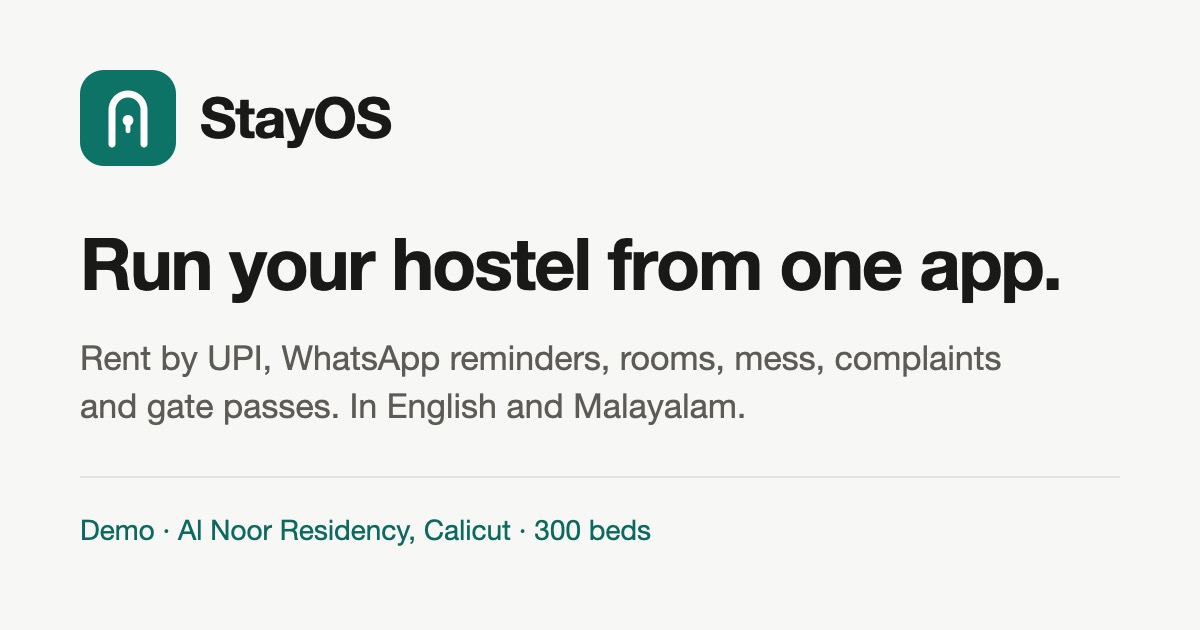 StayOS
Run your hostel from one app.
Rent by UPI, WhatsApp reminders, rooms, mess, complaints
and gate passes. In English and Malayalam.
Demo · Al Noor Residency, Calicut · 300 beds